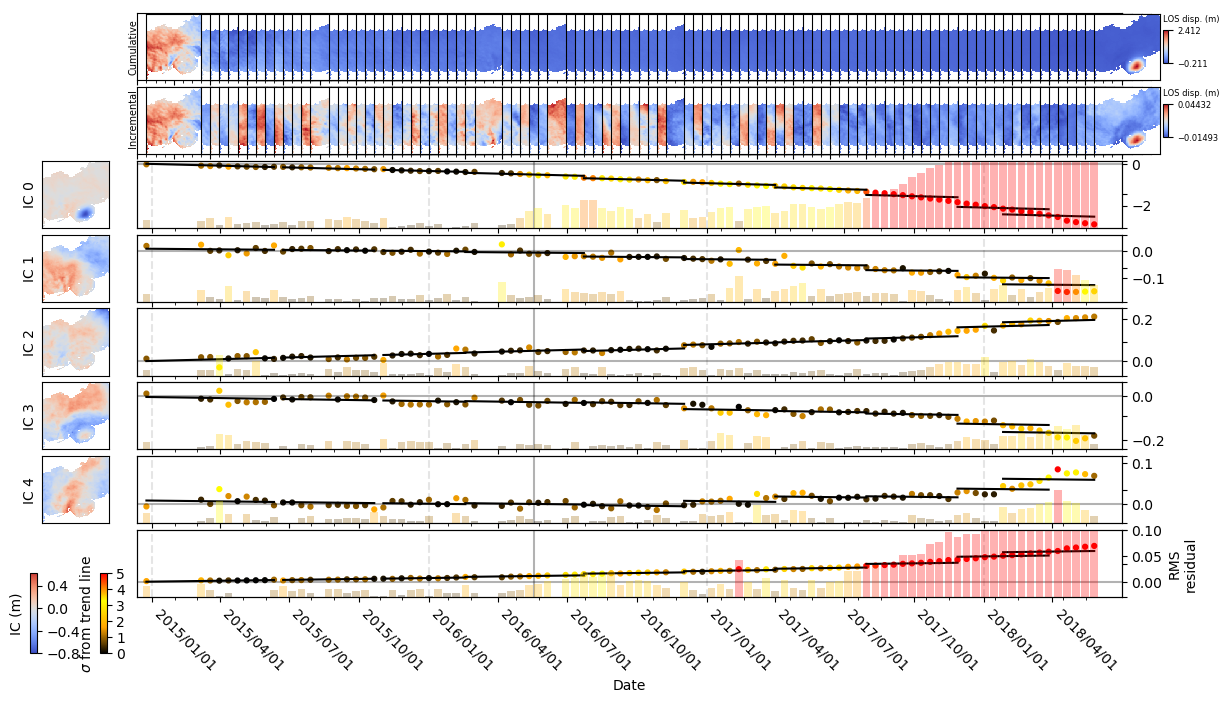 Cumulative
LOS disp. (m)
2.412
−0.211
Incremental
LOS disp. (m)
0.04432
−0.01493
IC 0
0
−2
IC 1
0.0
−0.1
IC 2
0.2
0.0
IC 3
0.0
−0.2
IC 4
0.1
0.0
0.10
0.05
0.00
RMS
residual
IC (m)
0.4
0.0
−0.4
−0.8
σ from trend line
5
4
3
2
1
0
2015/01/01
2015/04/01
2015/07/01
2015/10/01
2016/01/01
2016/04/01
2016/07/01
2016/10/01
2017/01/01
2017/04/01
2017/07/01
2017/10/01
2018/01/01
2018/04/01
Date